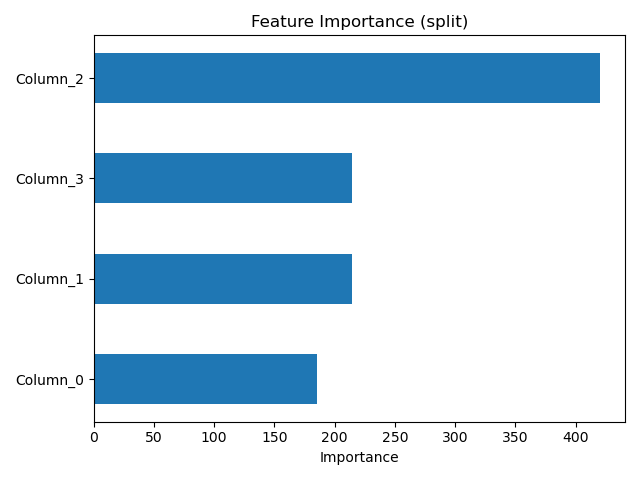 Feature Importance (split)
Column_2
Column_3
Column_1
Column_0
0 50 100 150 200 250 300 350 400
Importance